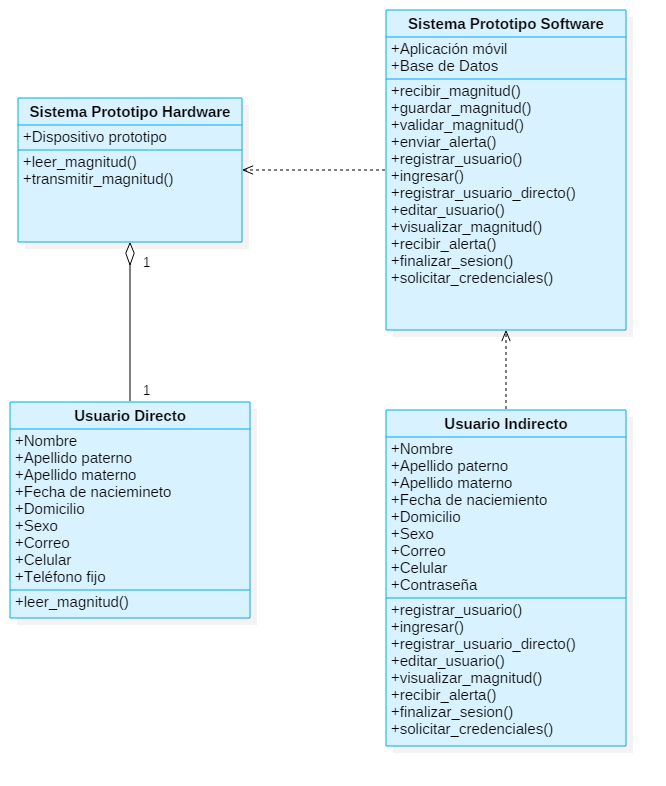 Sistema Prototipo Software
+Aplicación móvil
+Base de Datos
+recibir_magnitud()
+guardar_magnitud()
+validar_magnitud()
+enviar_alerta()
+registrar_usuario()
+ingresar()
+registrar_usuario_directo()
+editar_usuario()
+visualizar_magnitud()
+recibir_alerta()
+finalizar_sesion()
+solicitar_credenciales()
Sistema Prototipo Hardware
+Dispositivo prototipo
+leer_magnitud()
+transmitir_magnitud()
1
1
Usuario Directo
+Nombre
+Apellido paterno
+Apellido materno
+Fecha de naciemineto
+Domicilio
+Sexo
+Correo
+Celular
+Teléfono fijo
+leer_magnitud()
Usuario Indirecto
+Nombre
+Apellido paterno
+Apellido materno
+Fecha de naciemiento
+Domicilio
+Sexo
+Correo
+Celular
+Contraseña
+registrar_usuario()
+ingresar()
+registrar_usuario_directo()
+editar_usuario()
+visualizar_magnitud()
+recibir_alerta()
+finalizar_sesion()
+solicitar_credenciales()